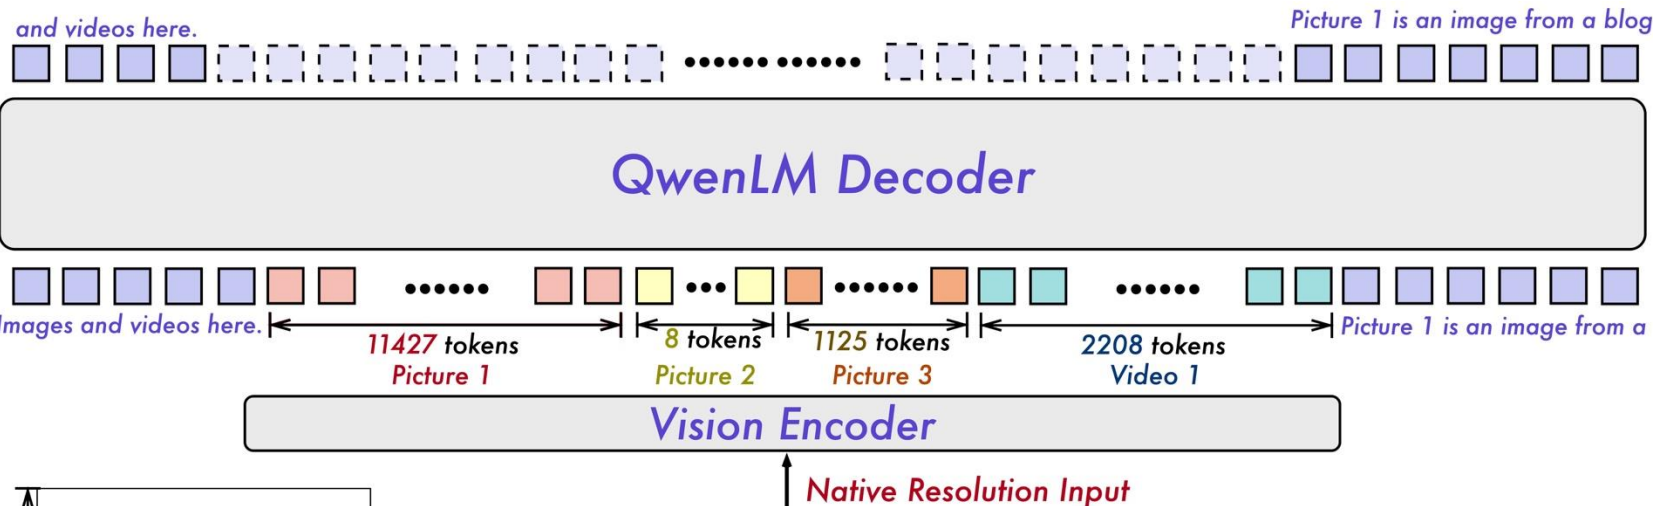 and videos here.
Picture 1 is an image from a blog
QwenLM Decoder
Images and videos here.
Picture 1 is an image from a
11427 tokens
8 tokens
1125 tokens
2208 tokens
Picture 1
Picture 2
Picture 3
Video 1
Vision Encoder
Native Resolution Input